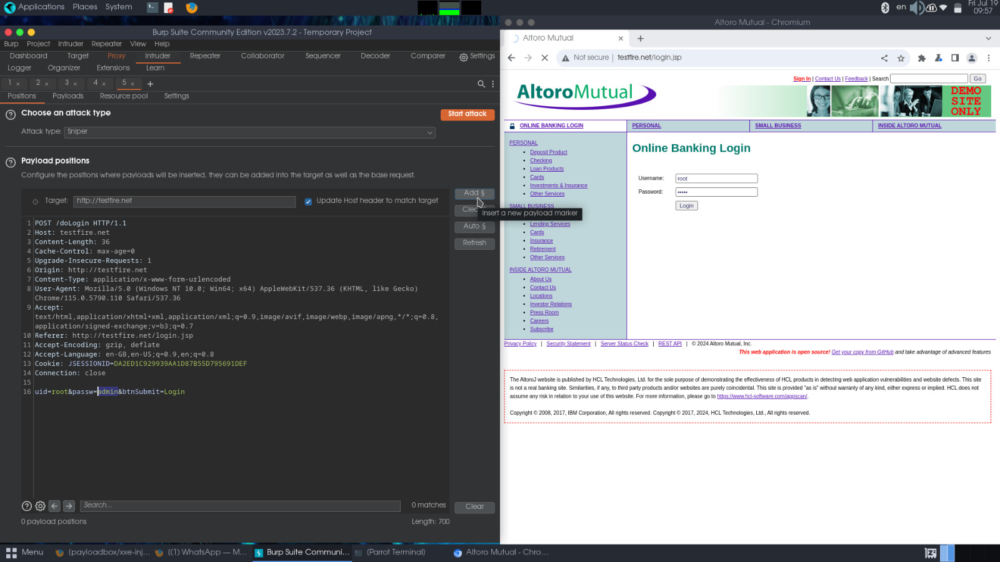 Applications Places System
en
Fri Jul 19
09:57
Burp Suite Community Edition v2023.7.2 - Temporary Project
Burp Project Intruder Repeater View Help
Dashboard Target Proxy Intruder Repeater Collaborator Sequencer Decoder Comparer Settings
Logger Organizer Extensions Learn
1 × 2 × 3 × 4 × 5 × +
Positions Payloads Resource pool Settings
Choose an attack type
Start attack
Attack type: Sniper
Payload positions
Configure the positions where payloads will be inserted, they can be added into the target as well as the base request.
Target: http://testfire.net
Update Host header to match target
Add §
Insert a new payload marker
Auto §
Refresh
1 POST /doLogin HTTP/1.1
2 Host: testfire.net
3 Content-Length: 36
4 Cache-Control: max-age=0
5 Upgrade-Insecure-Requests: 1
6 Origin: http://testfire.net
7 Content-Type: application/x-www-form-urlencoded
8 User-Agent: Mozilla/5.0 (Windows NT 10.0; Win64; x64) AppleWebKit/537.36 (KHTML, like Gecko)
Chrome/115.0.5790.110 Safari/537.36
9 Accept:
text/html,application/xhtml+xml,application/xml;q=0.9,image/avif,image/webp,image/apng,*/*;q=0.8,
application/signed-exchange;v=b3;q=0.7
10 Referer: http://testfire.net/login.jsp
11 Accept-Encoding: gzip, deflate
12 Accept-Language: en-GB,en-US;q=0.9,en;q=0.8
13 Cookie: JSESSIONID=DA2ED1C929939AA1D87B55D795691DEF
14 Connection: close
15
16 uid=root&passw=admin&btnSubmit=Login
Search...
0 matches
Clear
0 payload positions
Length: 700
Altoro Mutual - Chromium
Altoro Mutual × +
Not secure | testfire.net/login.jsp
Sign In | Contact Us | Feedback | Search Go
AltoroMutual
DEMO
SITE
ONLY
ONLINE BANKING LOGIN PERSONAL SMALL BUSINESS INSIDE ALTORO MUTUAL
PERSONAL
Deposit Product
Checking
Loan Products
Cards
Investments & Insurance
Other Services
SMALL BUSINESS
Lending Services
Cards
Insurance
Retirement
Other Services
INSIDE ALTORO MUTUAL
About Us
Contact Us
Locations
Investor Relations
Press Room
Careers
Subscribe
Online Banking Login
Username: root
Password: •••••
Login
Privacy Policy | Security Statement | Server Status Check | REST API | © 2024 Altoro Mutual, Inc.
This web application is open source! Get your copy from GitHub and take advantage of advanced features
The AltoroJ website is published by HCL Technologies, Ltd. for the sole purpose of demonstrating the effectiveness of HCL products in detecting web application vulnerabilities and website defects. This site
is not a real banking site. Similarities, if any, to third party products and/or websites are purely coincidental. This site is provided "as is" without warranty of any kind, either express or implied. HCL does not
assume any risk in relation to your use of this website. For more information, please go to https://www.hcl-software.com/appscan/.
Copyright © 2008, 2017, IBM Corporation, All rights reserved. Copyright © 2017, 2024, HCL Technologies, Ltd., All rights reserved.
Menu [payloadbox/xxe-inj... [(1) WhatsApp — M... Burp Suite Communi... [Parrot Terminal] Altoro Mutual - Chro...